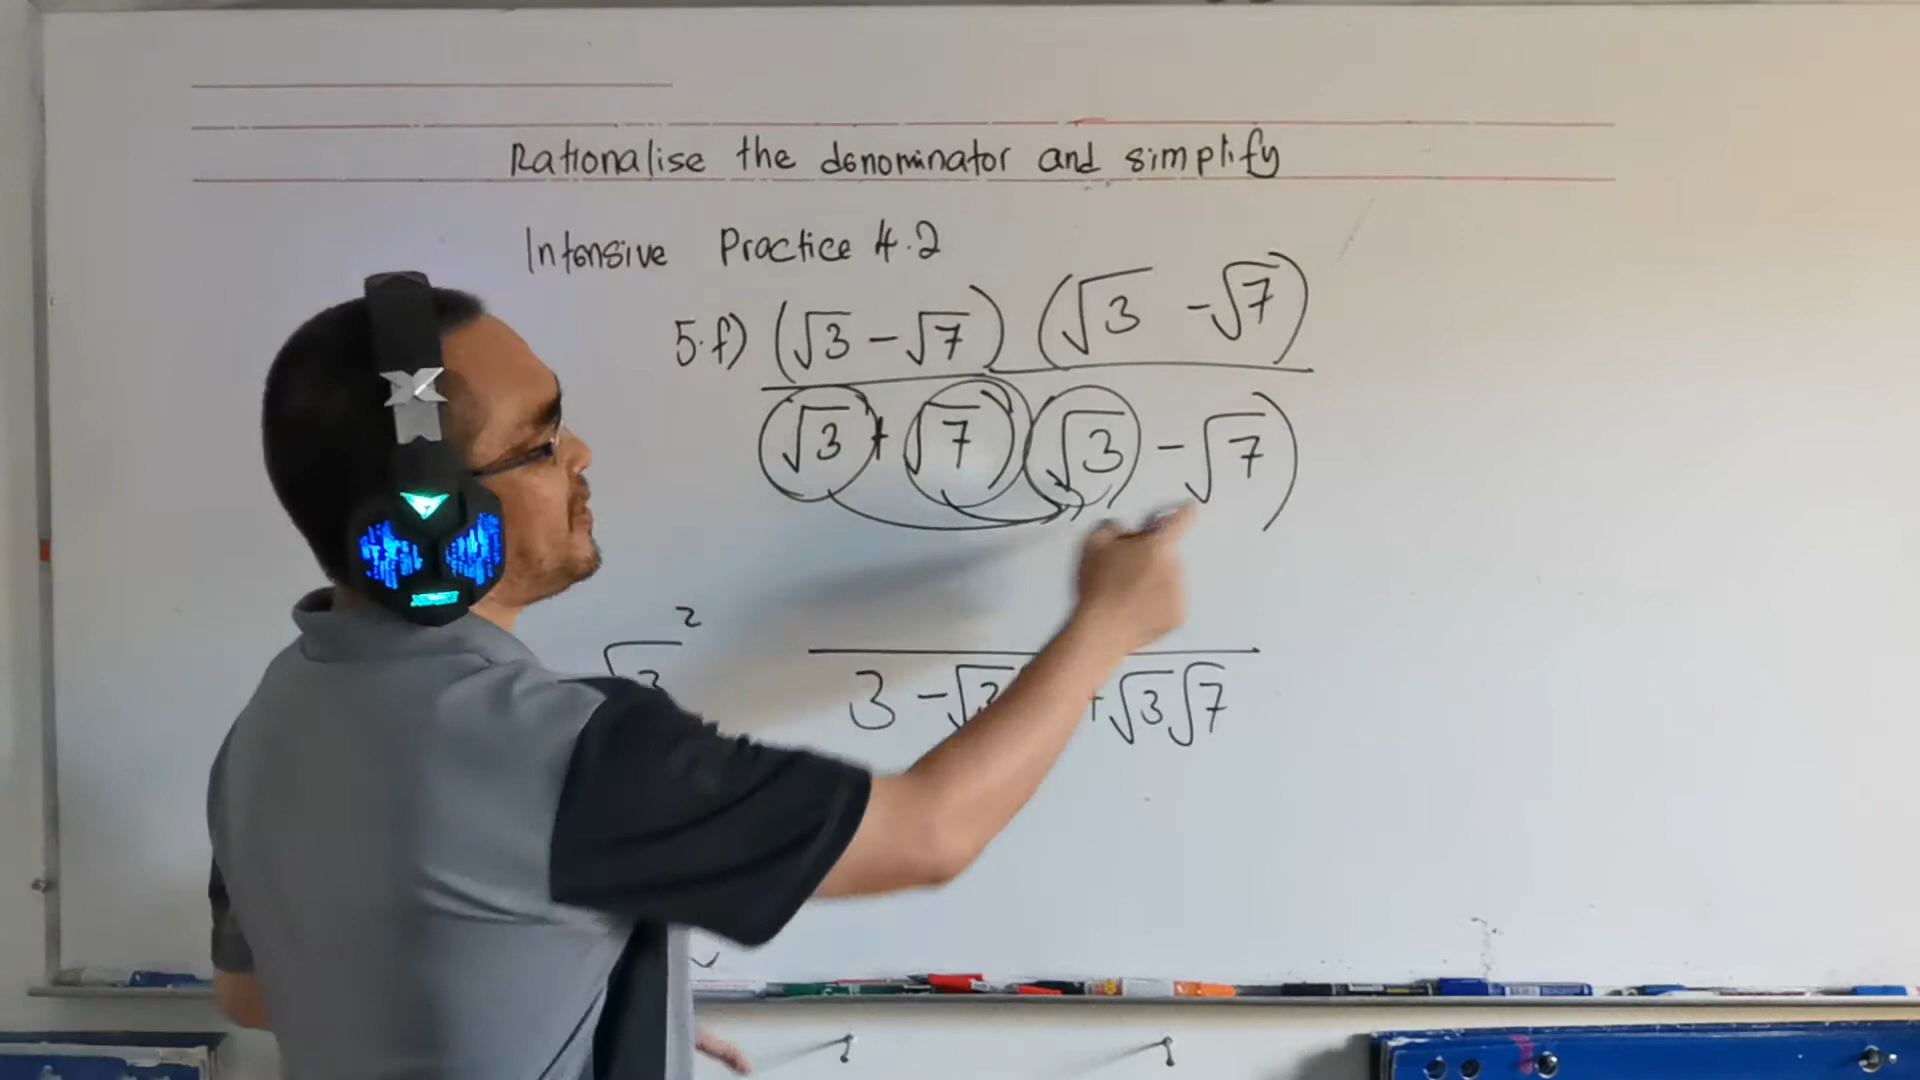 Rationalise the denominator and simplify
Intensive Practice 4.2
5.f) (√3 - √7) (√3 - √7)
√3 + √7) (√3 - √7)
√3²
3 - √3 + √3√7